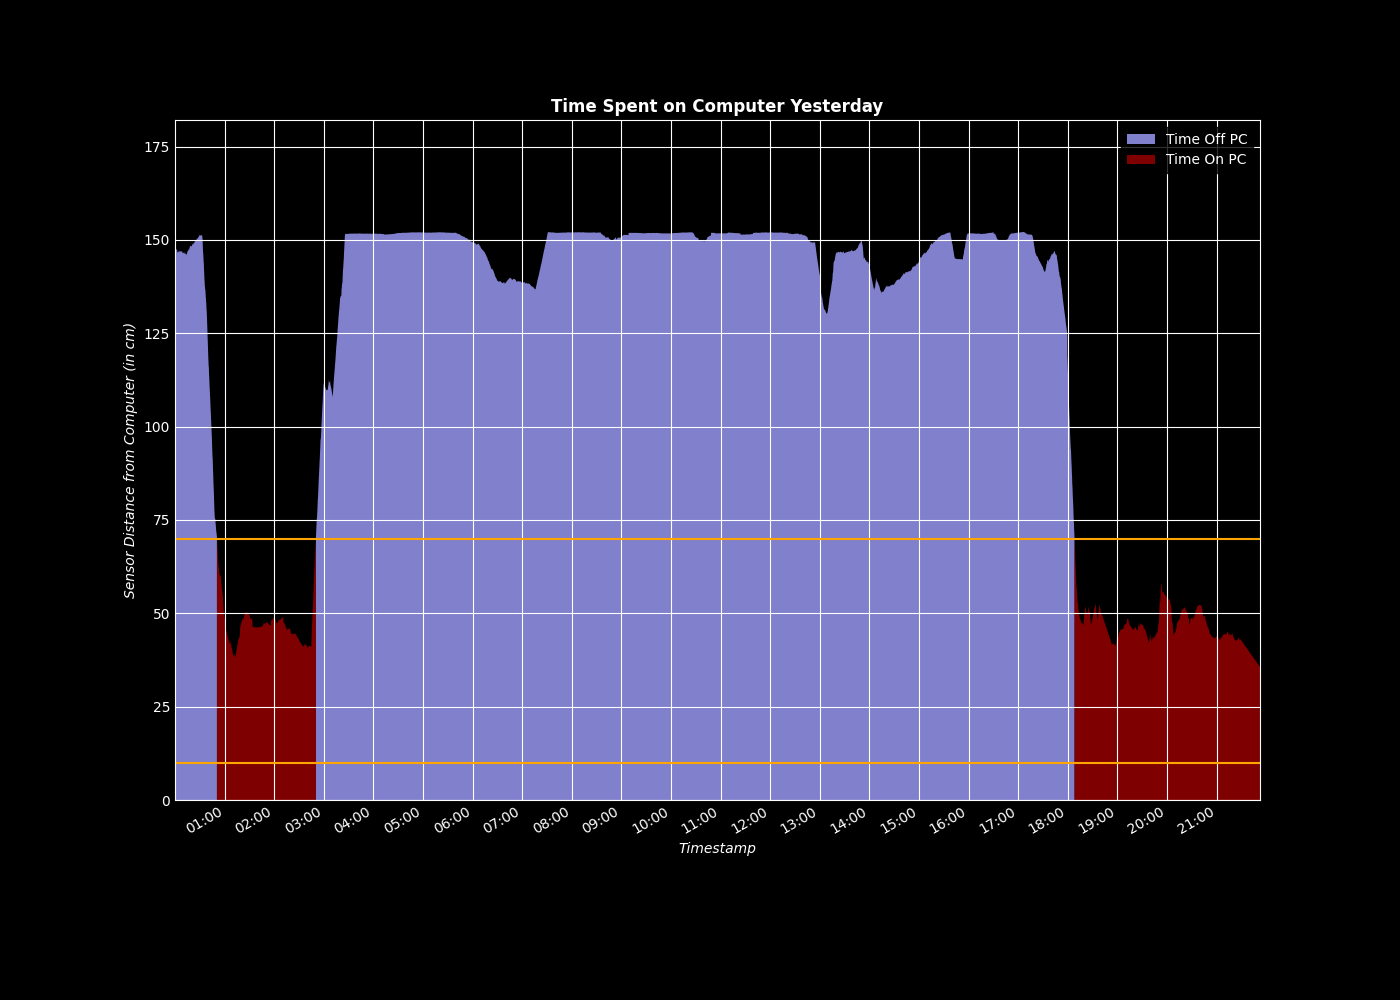 Time Spent on Computer Yesterday
Time Off PC
Time On PC
175
150
125
100
75
50
25
0
Sensor Distance from Computer (in cm)
01:00 02:00 03:00 04:00 05:00 06:00 07:00 08:00 09:00 10:00 11:00 12:00 13:00 14:00 15:00 16:00 17:00 18:00 19:00 20:00 21:00
Timestamp